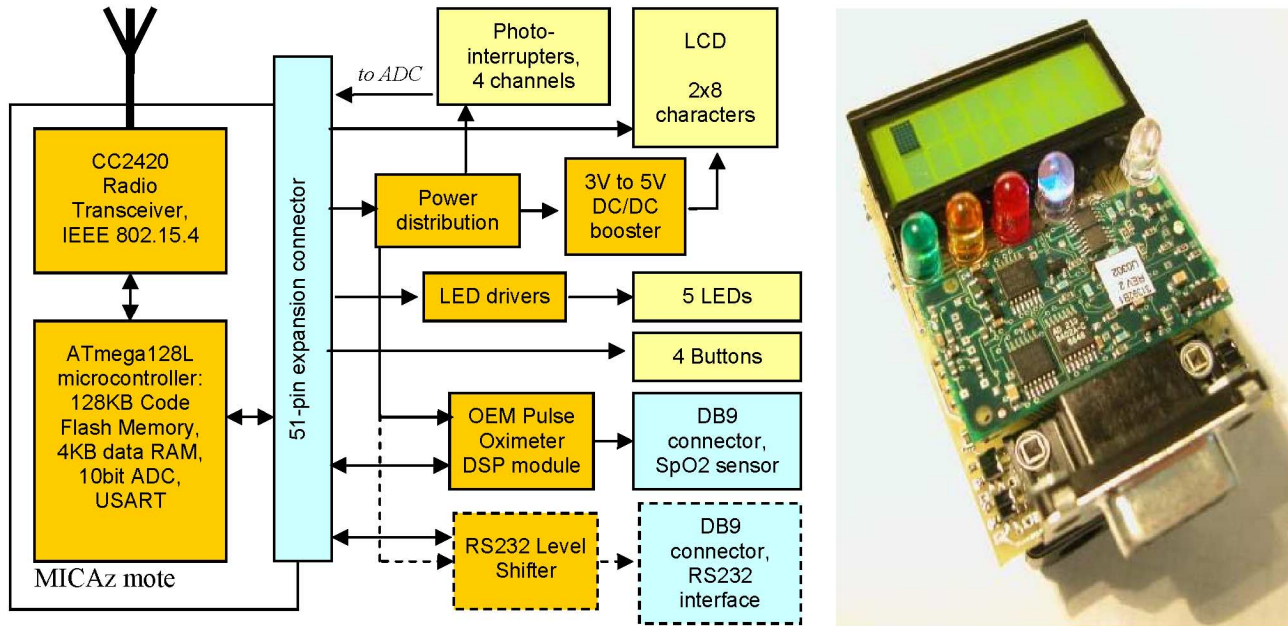 Photo-
interrupters,
4 channels
LCD
2x8
characters
to ADC
CC2420
Radio
Transceiver,
IEEE 802.15.4
51-pin expansion connector
Power
distribution
3V to 5V
DC/DC
booster
LED drivers
5 LEDs
4 Buttons
ATmega128L
microcontroller:
128KB Code
Flash Memory,
4KB data RAM,
10bit ADC,
USART
OEM Pulse
Oximeter
DSP module
DB9
connector,
SpO2 sensor
RS232 Level
Shifter
DB9
connector,
RS232
interface
MICAz mote
REV 2
U0302